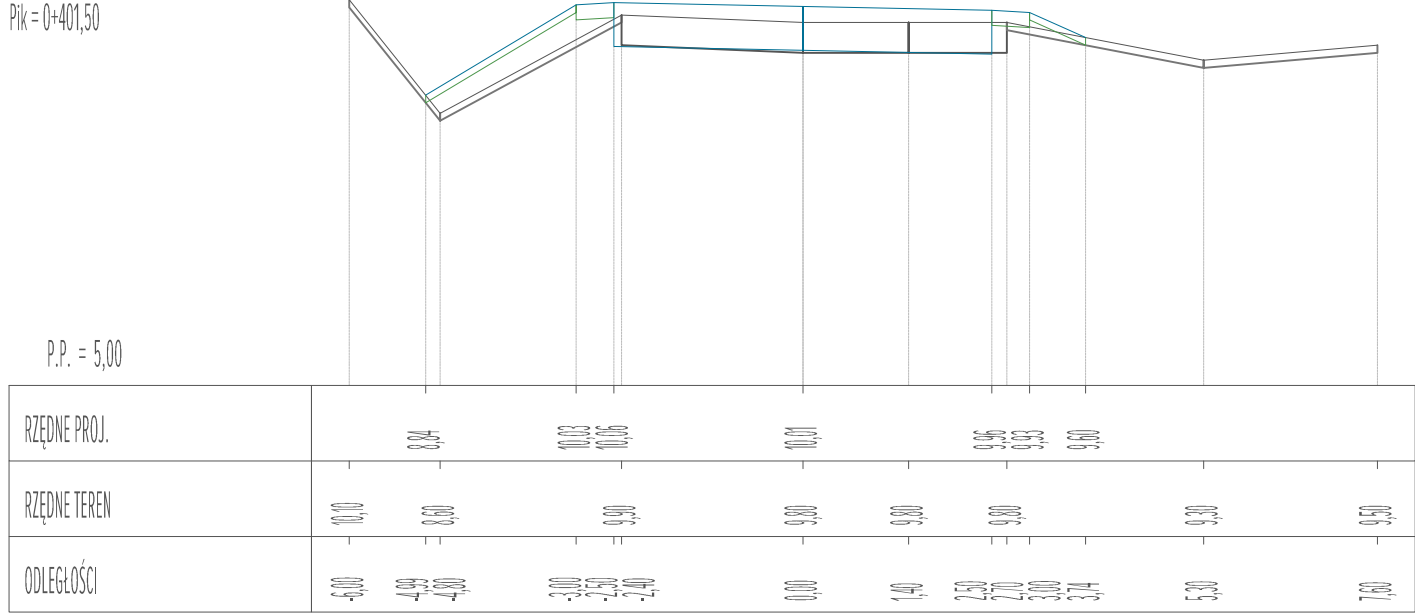 Pik = 0+401,50
P.P. = 5,00
RZĘDNE PROJ. 8,84 10,03 10,06 10,01 9,96 9,93 9,60
RZĘDNE TEREN 10,10 8,60 9,90 9,80 9,80 9,80 9,30 9,50
ODLEGŁOŚCI -6,00 -4,99 -4,80 -3,00 -2,50 -2,40 0,00 1,40 2,50 2,70 3,00 3,74 5,30 7,60